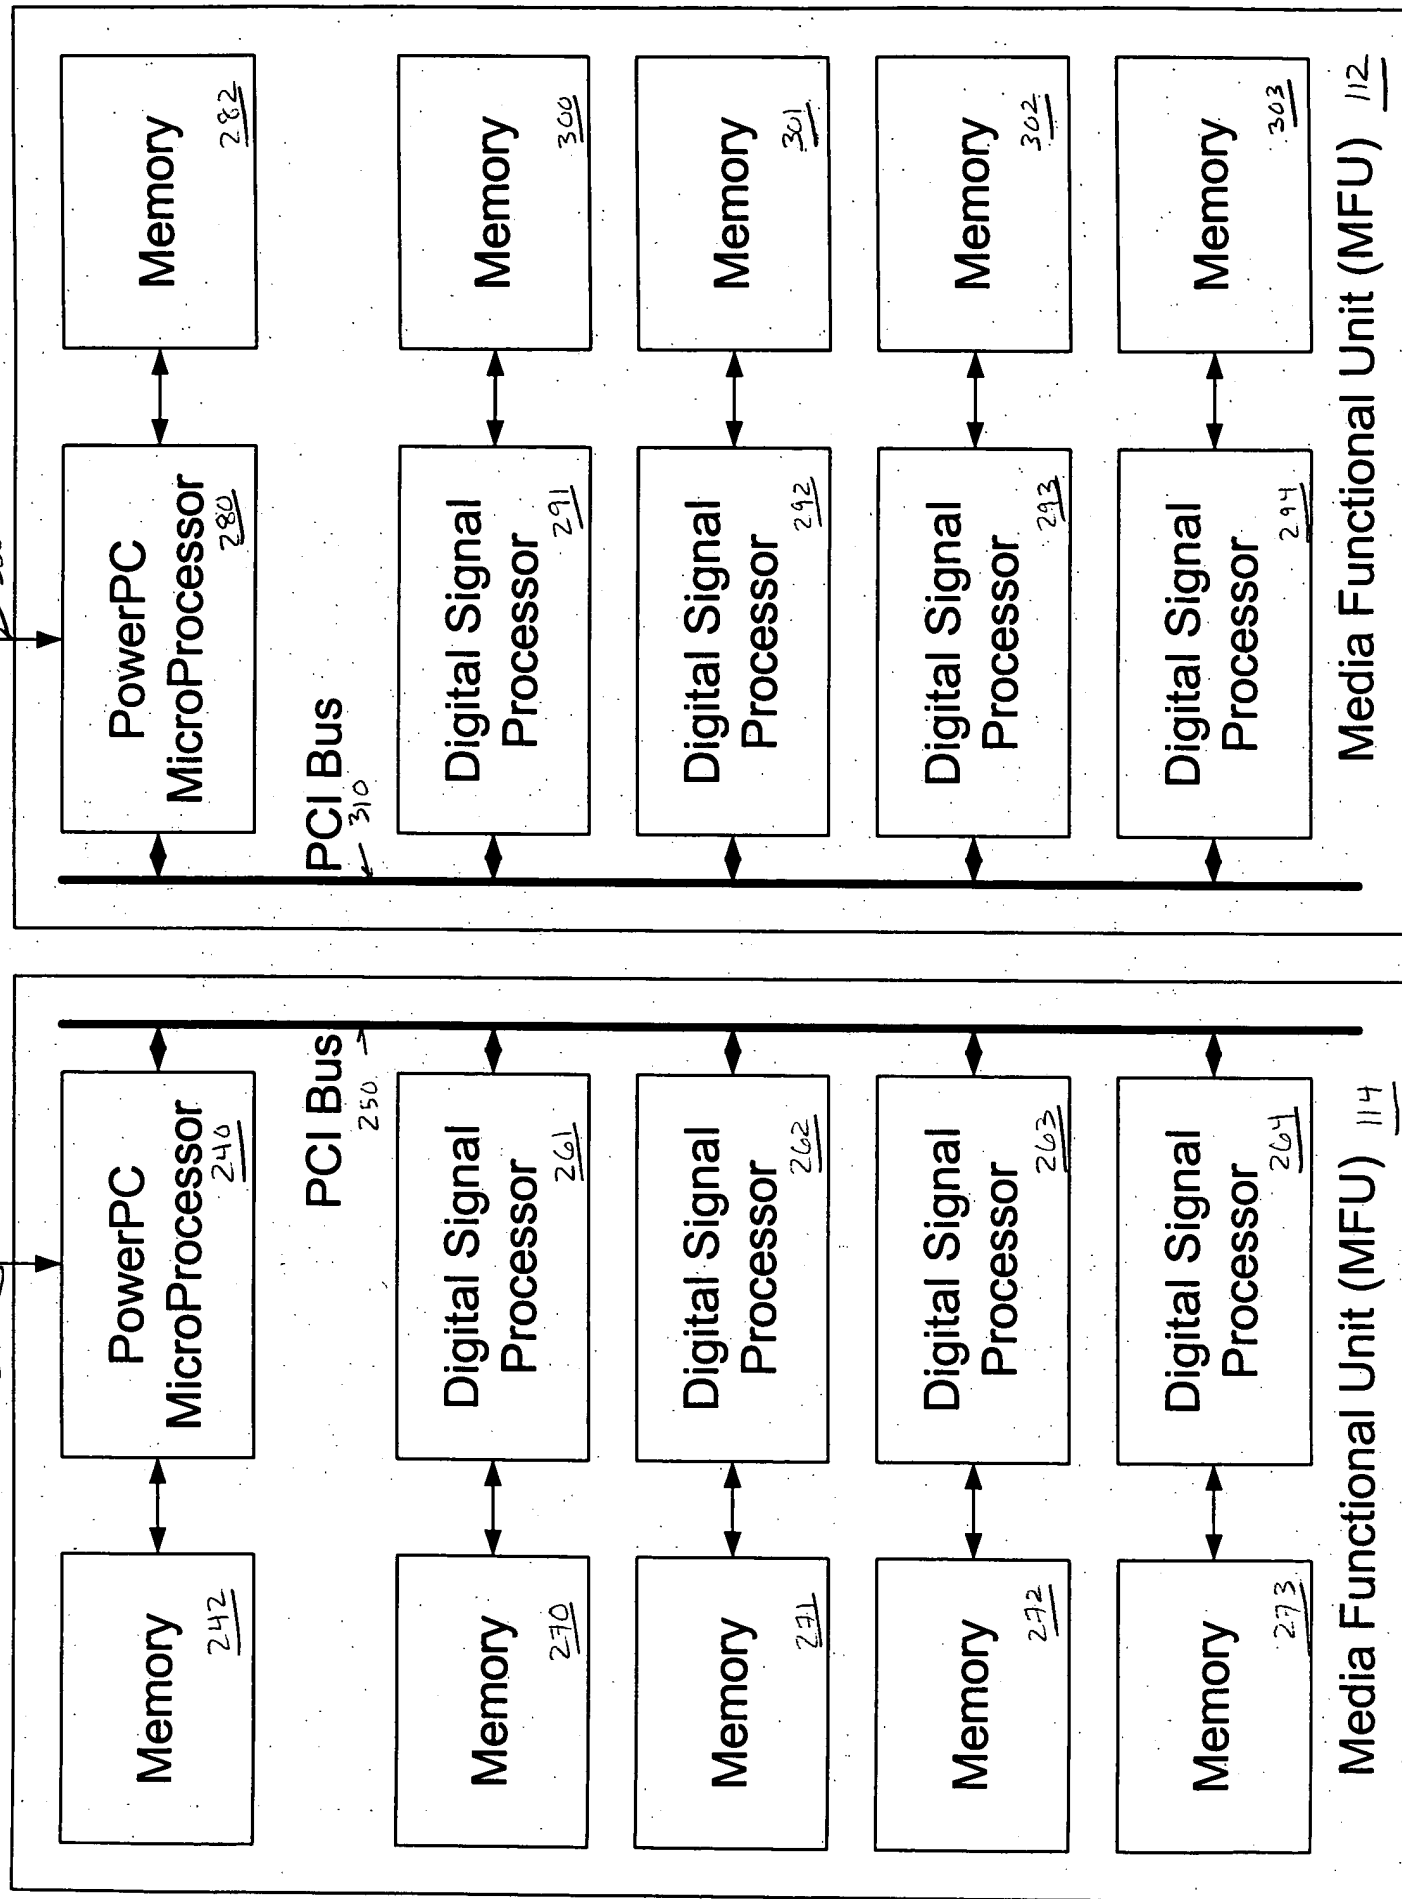 Memory
242
PowerPC
MicroProcessor
240
PCI Bus
250
Memory
270
Digital Signal
Processor
261
Memory
271
Digital Signal
Processor
262
Memory
272
Digital Signal
Processor
263
Memory
273
Digital Signal
Processor
264
Media Functional Unit (MFU) 114
PowerPC
MicroProcessor
280
Memory
282
PCI Bus
310
Digital Signal
Processor
291
Memory
300
Digital Signal
Processor
292
Memory
301
Digital Signal
Processor
293
Memory
302
Digital Signal
Processor
294
Memory
303
Media Functional Unit (MFU) 112